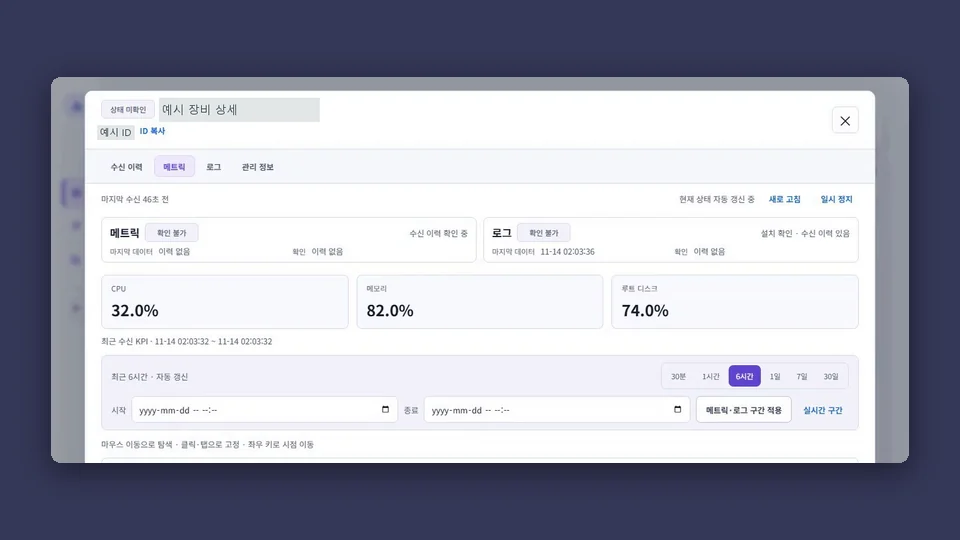 상태 미확인 예시 장비 상세
예시 ID ID 복사
수신 이력 메트릭 로그 관리 정보
마지막 수신 46초 전 현재 상태 자동 갱신 중 새로 고침 일시 정지
메트릭 확인 불가 수신 이력 확인 중
마지막 데이터 이력 없음 확인 이력 없음
로그 확인 불가 설치 확인 · 수신 이력 있음
마지막 데이터 11-14 02:03:36 확인 이력 없음
CPU
32.0%
메모리
82.0%
루트 디스크
74.0%
최근 수신 KPI · 11-14 02:03:32 ~ 11-14 02:03:32
최근 6시간 · 자동 갱신 30분 1시간 6시간 1일 7일 30일
시작 yyyy-mm-dd -- --:-- 종료 yyyy-mm-dd -- --:-- 메트릭·로그 구간 적용 실시간 구간
마우스 이동으로 탐색 · 클릭·탭으로 고정 · 좌우 키로 시점 이동